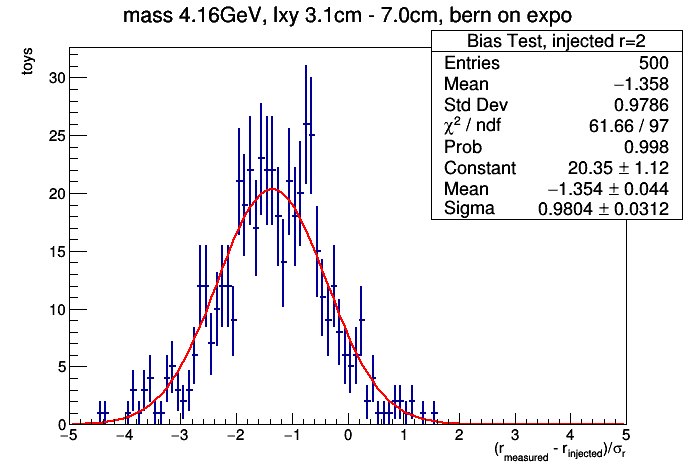 mass 4.16GeV, lxy 3.1cm - 7.0cm, bern on expo
Bias Test, injected r=2
Entries 500
Mean −1.358
Std Dev 0.9786
χ² / ndf 61.66 / 97
Prob 0.998
Constant 20.35 ± 1.12
Mean −1.354 ± 0.044
Sigma 0.9804 ± 0.0312
toys
30
25
20
15
10
5
0
−5 −4 −3 −2 −1 0 1 2 3 4 5
(r_measured - r_injected)/σ_r